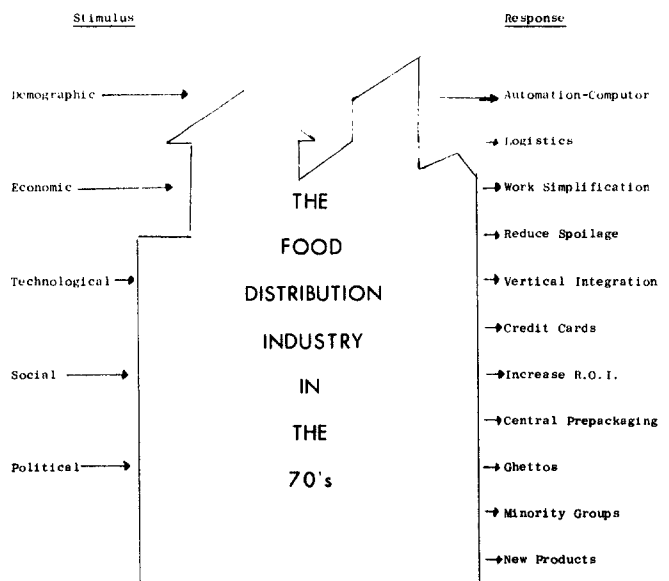 Stimulus
Response
Demographic
Automation-Computor
Logistics
Economic
Work Simplification
Reduce Spoilage
Technological
Vertical Integration
Credit Cards
Social
Increase R.O.I.
Central Prepackaging
Political
Ghettos
Minority Groups
New Products
THE
FOOD
DISTRIBUTION
INDUSTRY
IN
THE
70's